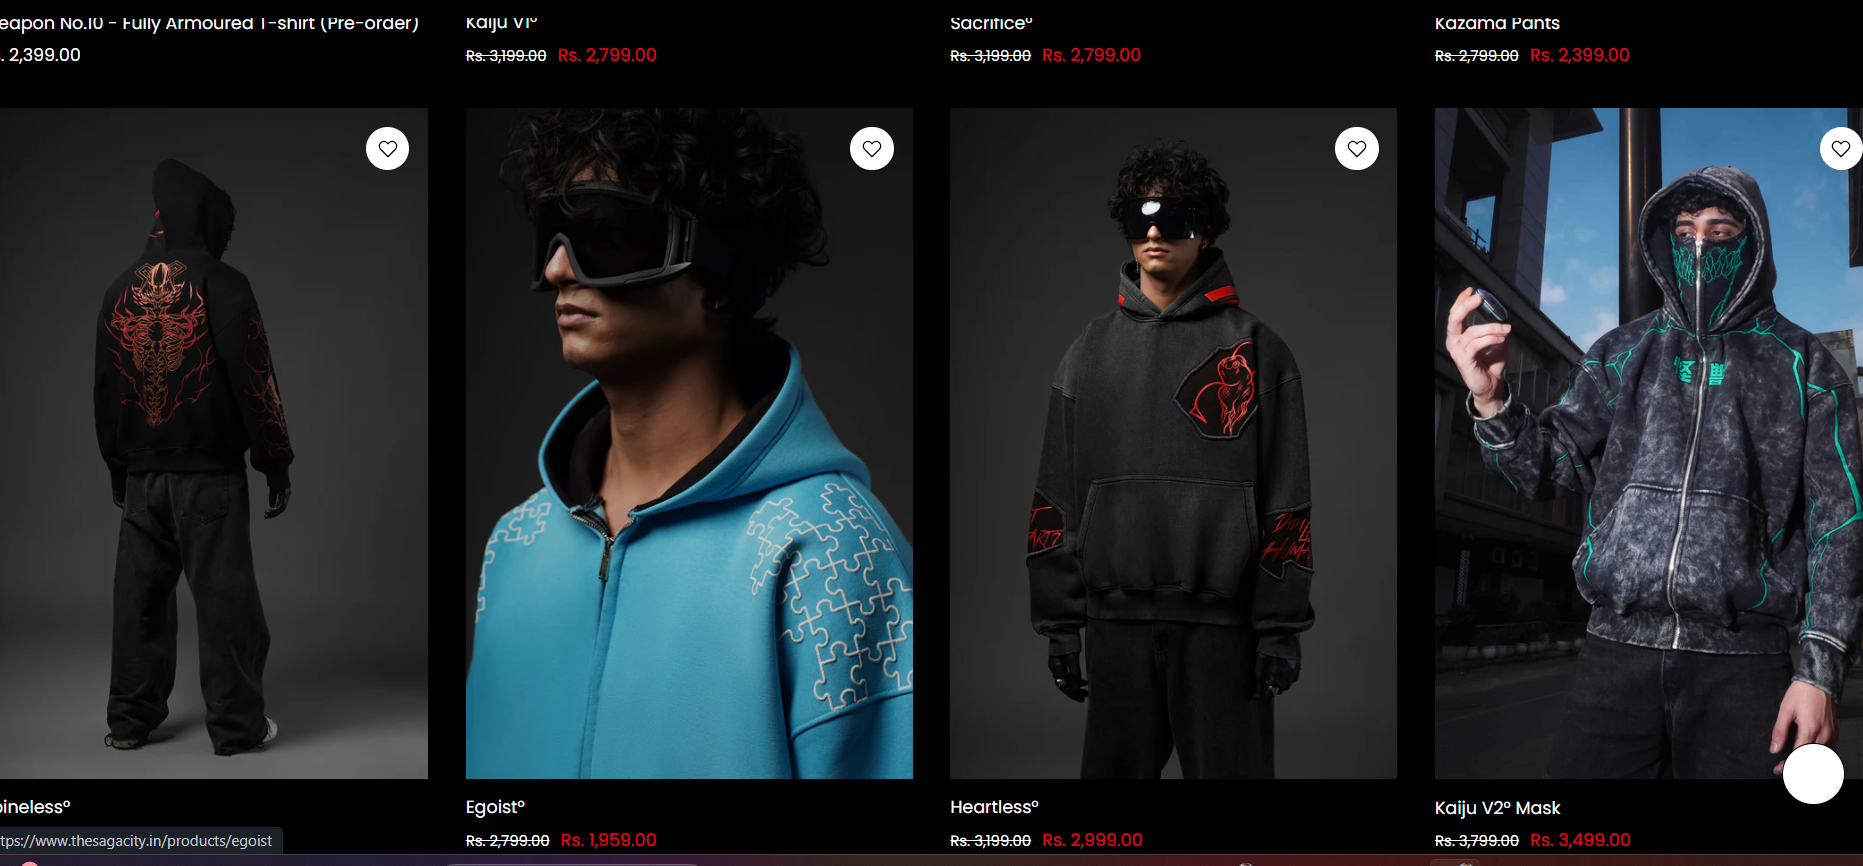 eapon No.10 - Fully Armoured T-shirt (Pre-order)
. 2,399.00
Kaiju V1°
Rs. 3,199.00 Rs. 2,799.00
Sacrifice°
Rs. 3,199.00 Rs. 2,799.00
Kazama Pants
Rs. 2,799.00 Rs. 2,399.00
ineless°
Egoist°
Rs. 2,799.00 Rs. 1,959.00
Heartless°
Rs. 3,199.00 Rs. 2,999.00
Kaiju V2° Mask
Rs. 3,799.00 Rs. 3,499.00
tps://www.thesagacity.in/products/egoist